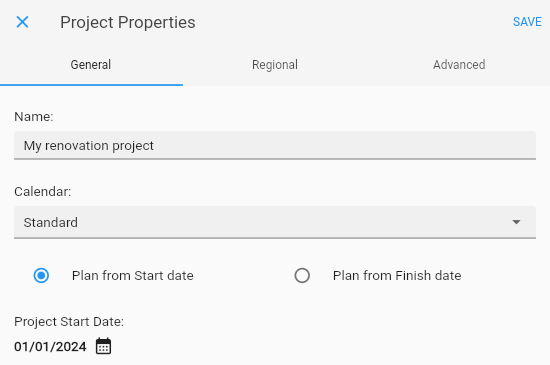 Project Properties SAVE
General Regional Advanced
Name:
My renovation project
Calendar:
Standard
Plan from Start date Plan from Finish date
Project Start Date:
01/01/2024